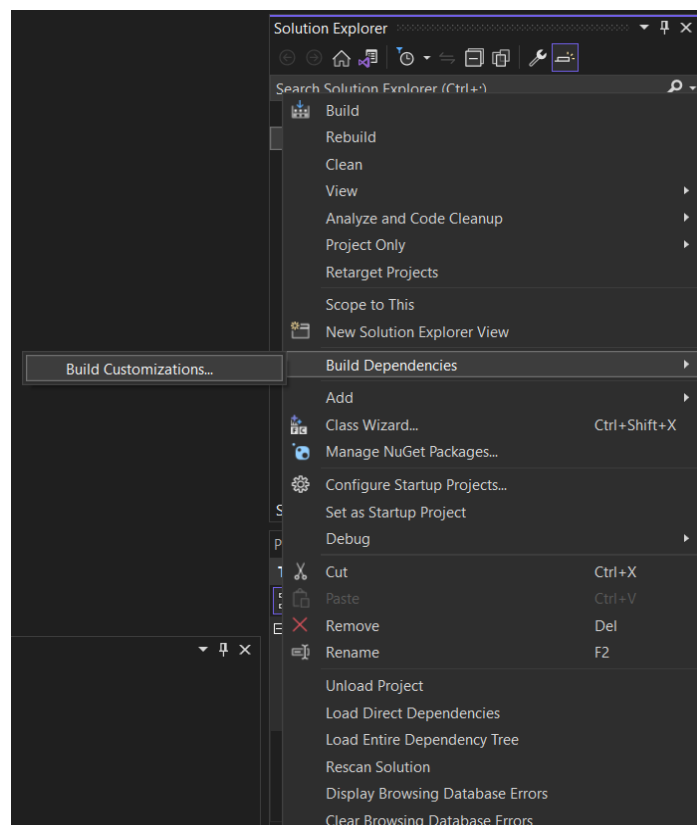 Solution Explorer
Search Solution Explorer (Ctrl+;)
Build
Rebuild
Clean
View
Analyze and Code Cleanup
Project Only
Retarget Projects
Scope to This
New Solution Explorer View
Build Customizations...
Build Dependencies
Add
Class Wizard... Ctrl+Shift+X
Manage NuGet Packages...
Configure Startup Projects...
Set as Startup Project
Debug
Cut Ctrl+X
Paste Ctrl+V
Remove Del
Rename F2
Unload Project
Load Direct Dependencies
Load Entire Dependency Tree
Rescan Solution
Display Browsing Database Errors
Clear Browsing Database Errors